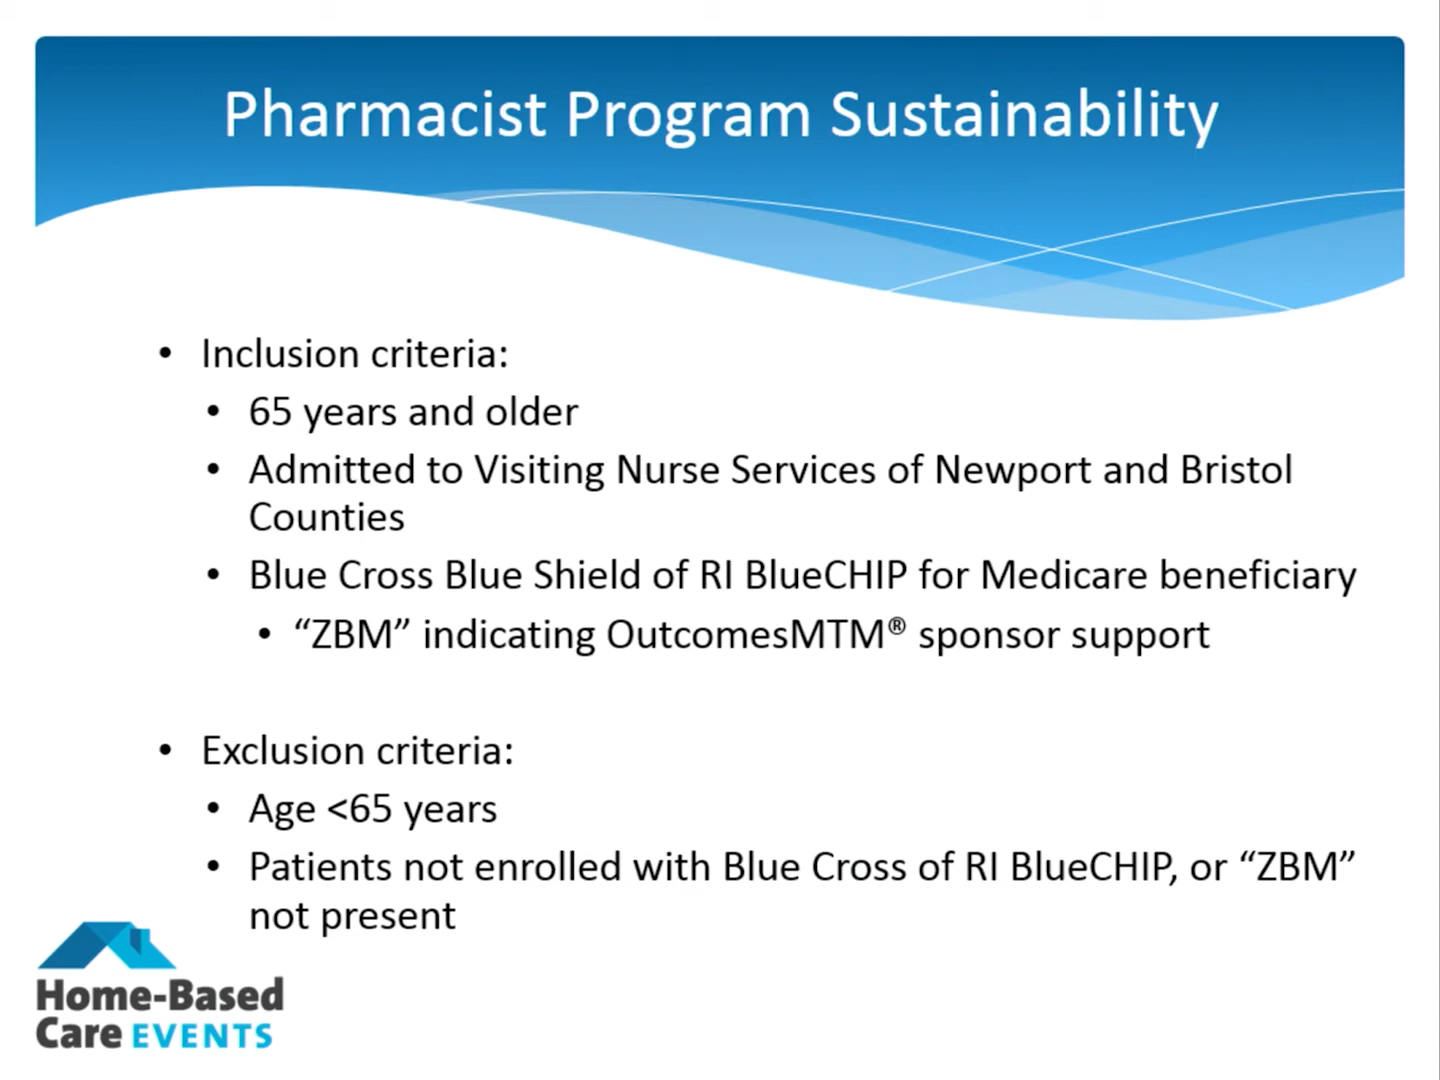 Pharmacist Program Sustainability
• Inclusion criteria:
• 65 years and older
• Admitted to Visiting Nurse Services of Newport and Bristol
Counties
• Blue Cross Blue Shield of RI BlueCHIP for Medicare beneficiary
• “ZBM” indicating OutcomesMTM® sponsor support
• Exclusion criteria:
• Age <65 years
• Patients not enrolled with Blue Cross of RI BlueCHIP, or “ZBM”
not present
Home-Based
Care EVENTS